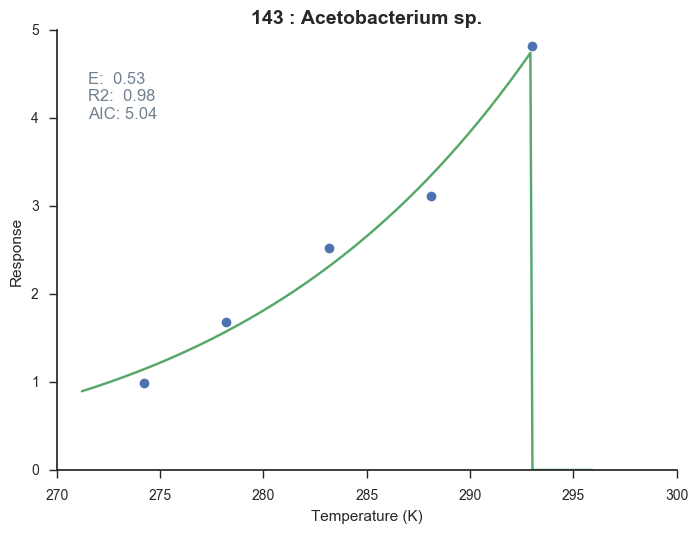 143 : Acetobacterium sp.
E:  0.53
R2:  0.98
AIC: 5.04
Response
5
4
3
2
1
0
270 275 280 285 290 295 300
Temperature (K)